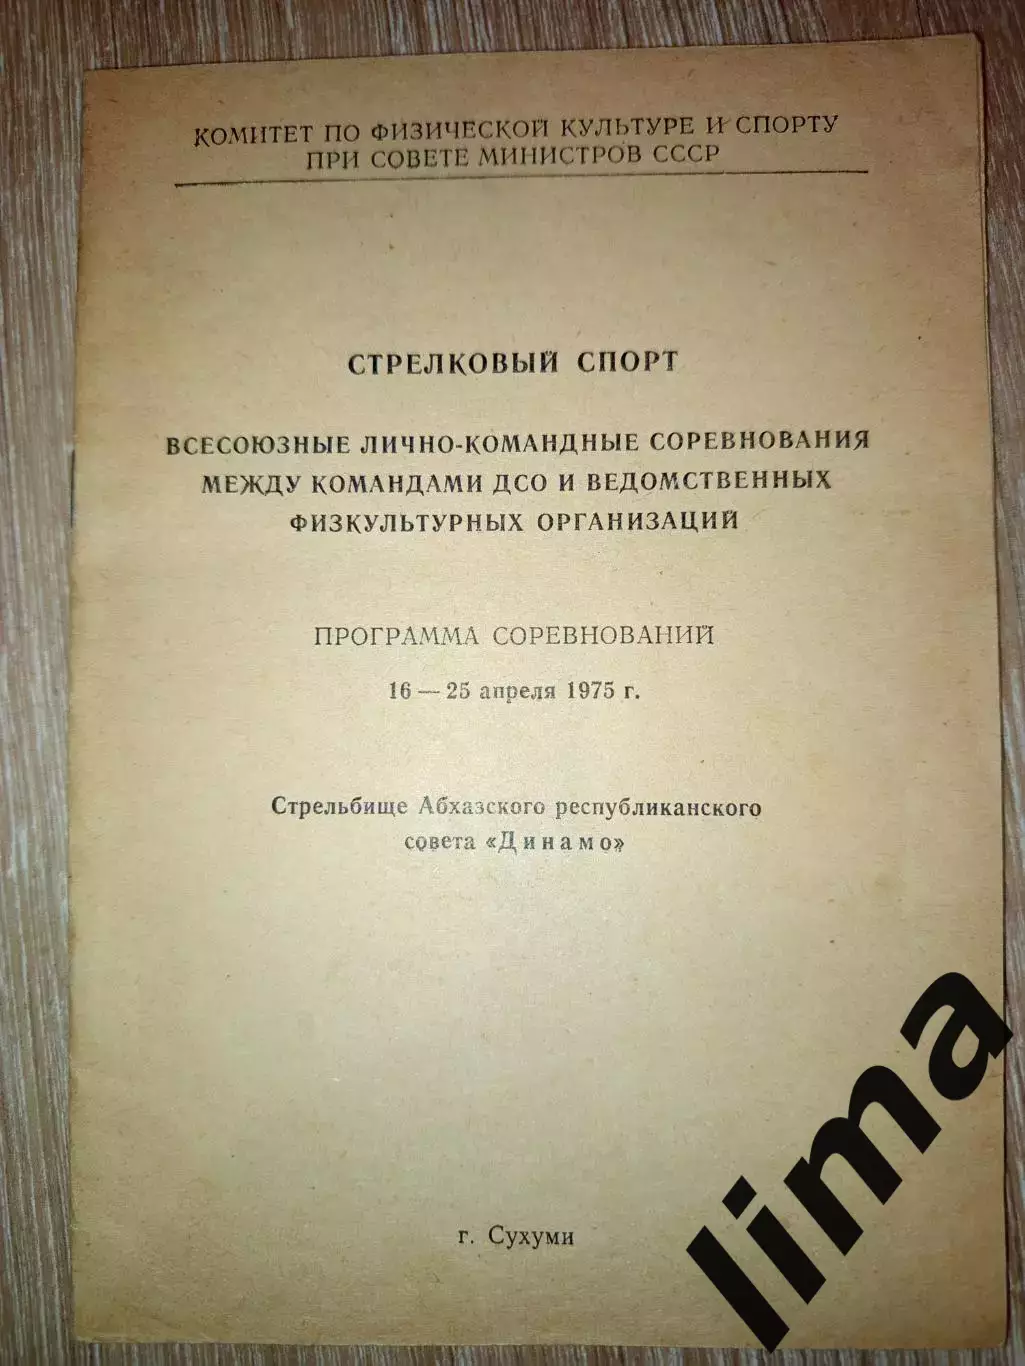 КОМИТЕТ ПО ФИЗИЧЕСКОЙ КУЛЬТУРЕ И СПОРТУ
ПРИ СОВЕТЕ МИНИСТРОВ СССР
СТРЕЛКОВЫЙ СПОРТ
ВСЕСОЮЗНЫЕ ЛИЧНО-КОМАНДНЫЕ СОРЕВНОВАНИЯ
МЕЖДУ КОМАНДАМИ ДСО И ВЕДОМСТВЕННЫХ
ФИЗКУЛЬТУРНЫХ ОРГАНИЗАЦИЙ
ПРОГРАММА СОРЕВНОВАНИЙ
16 — 25 апреля 1975 г.
Стрельбище Абхазского республиканского
совета «Динамо»
г. Сухуми
lima